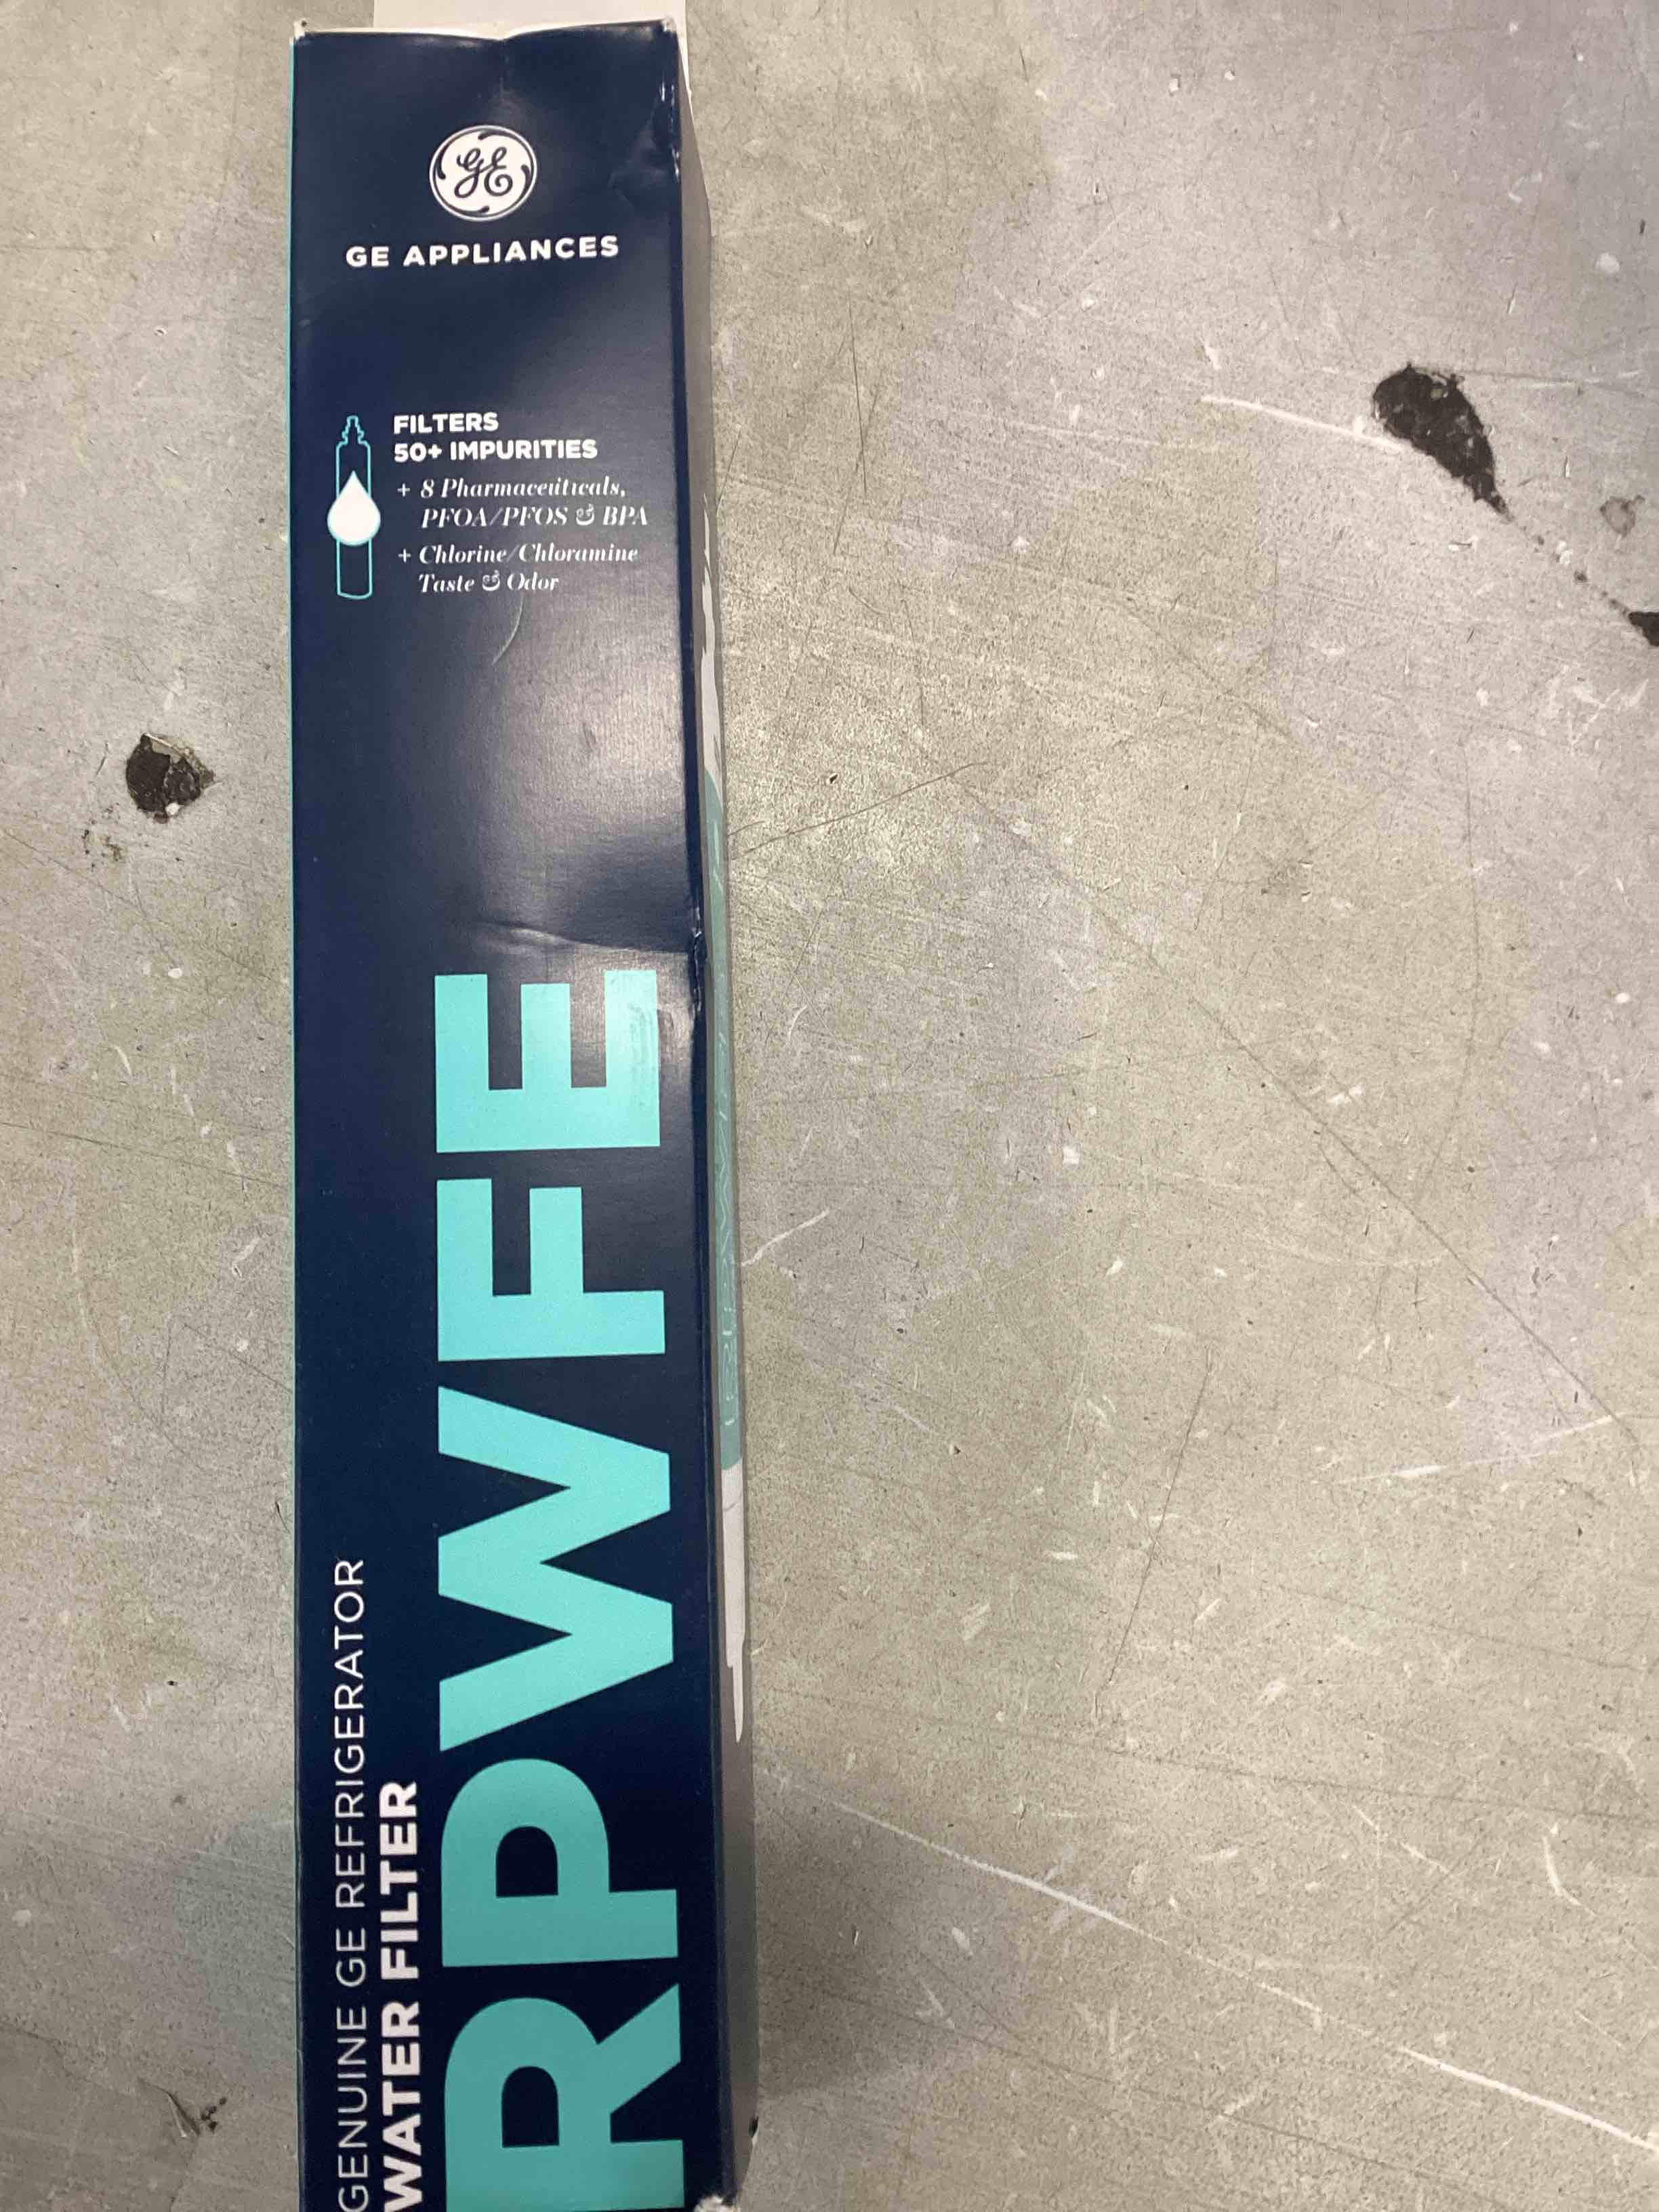 GE
GE APPLIANCES
FILTERS
50+ IMPURITIES
+ 8 Pharmaceuticals,
PFOA/PFOS & BPA
+ Chlorine/Chloramine
Taste & Odor
GENUINE GE REFRIGERATOR
WATER FILTER
RPWFE